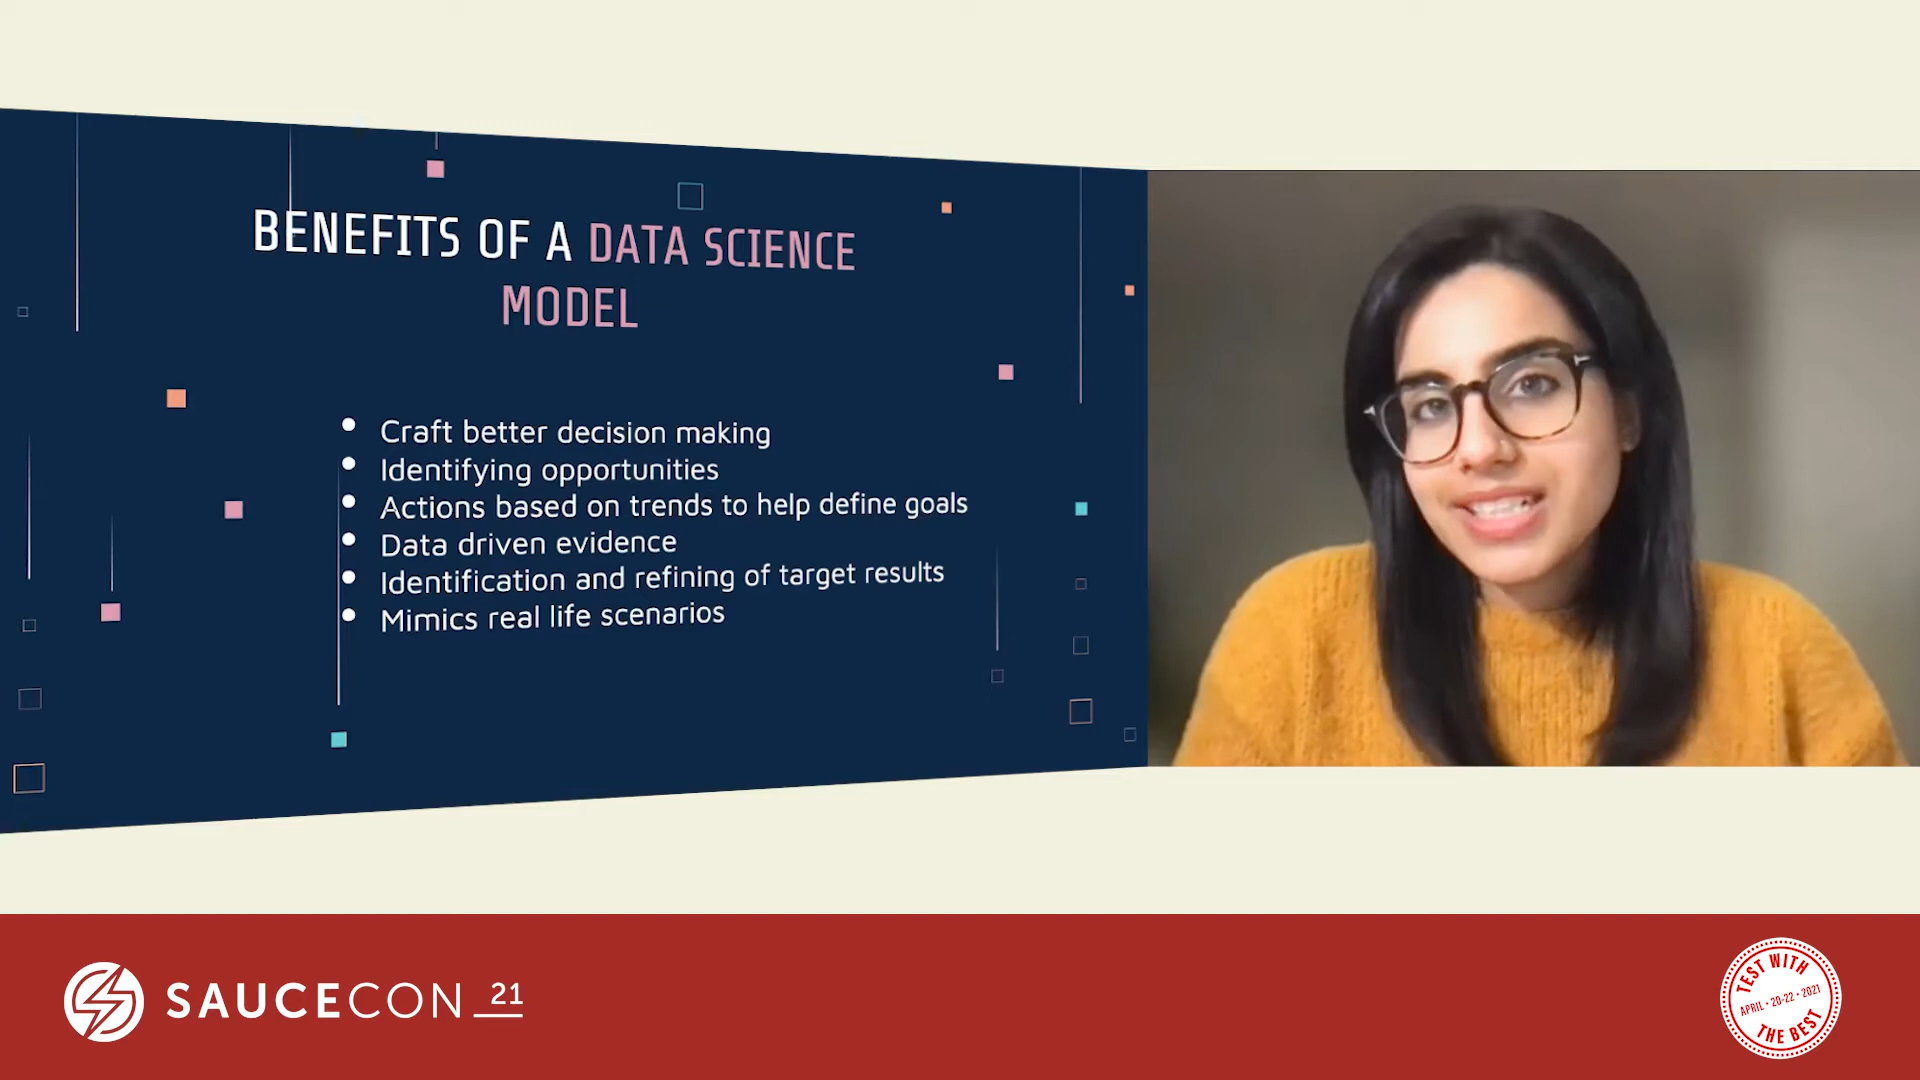 BENEFITS OF A DATA SCIENCE
MODEL
Craft better decision making
Identifying opportunities
Actions based on trends to help define goals
Data driven evidence
Identification and refining of target results
Mimics real life scenarios
SAUCECON 21
TEST WITH
APRIL • 20-22 • 2021
THE BEST